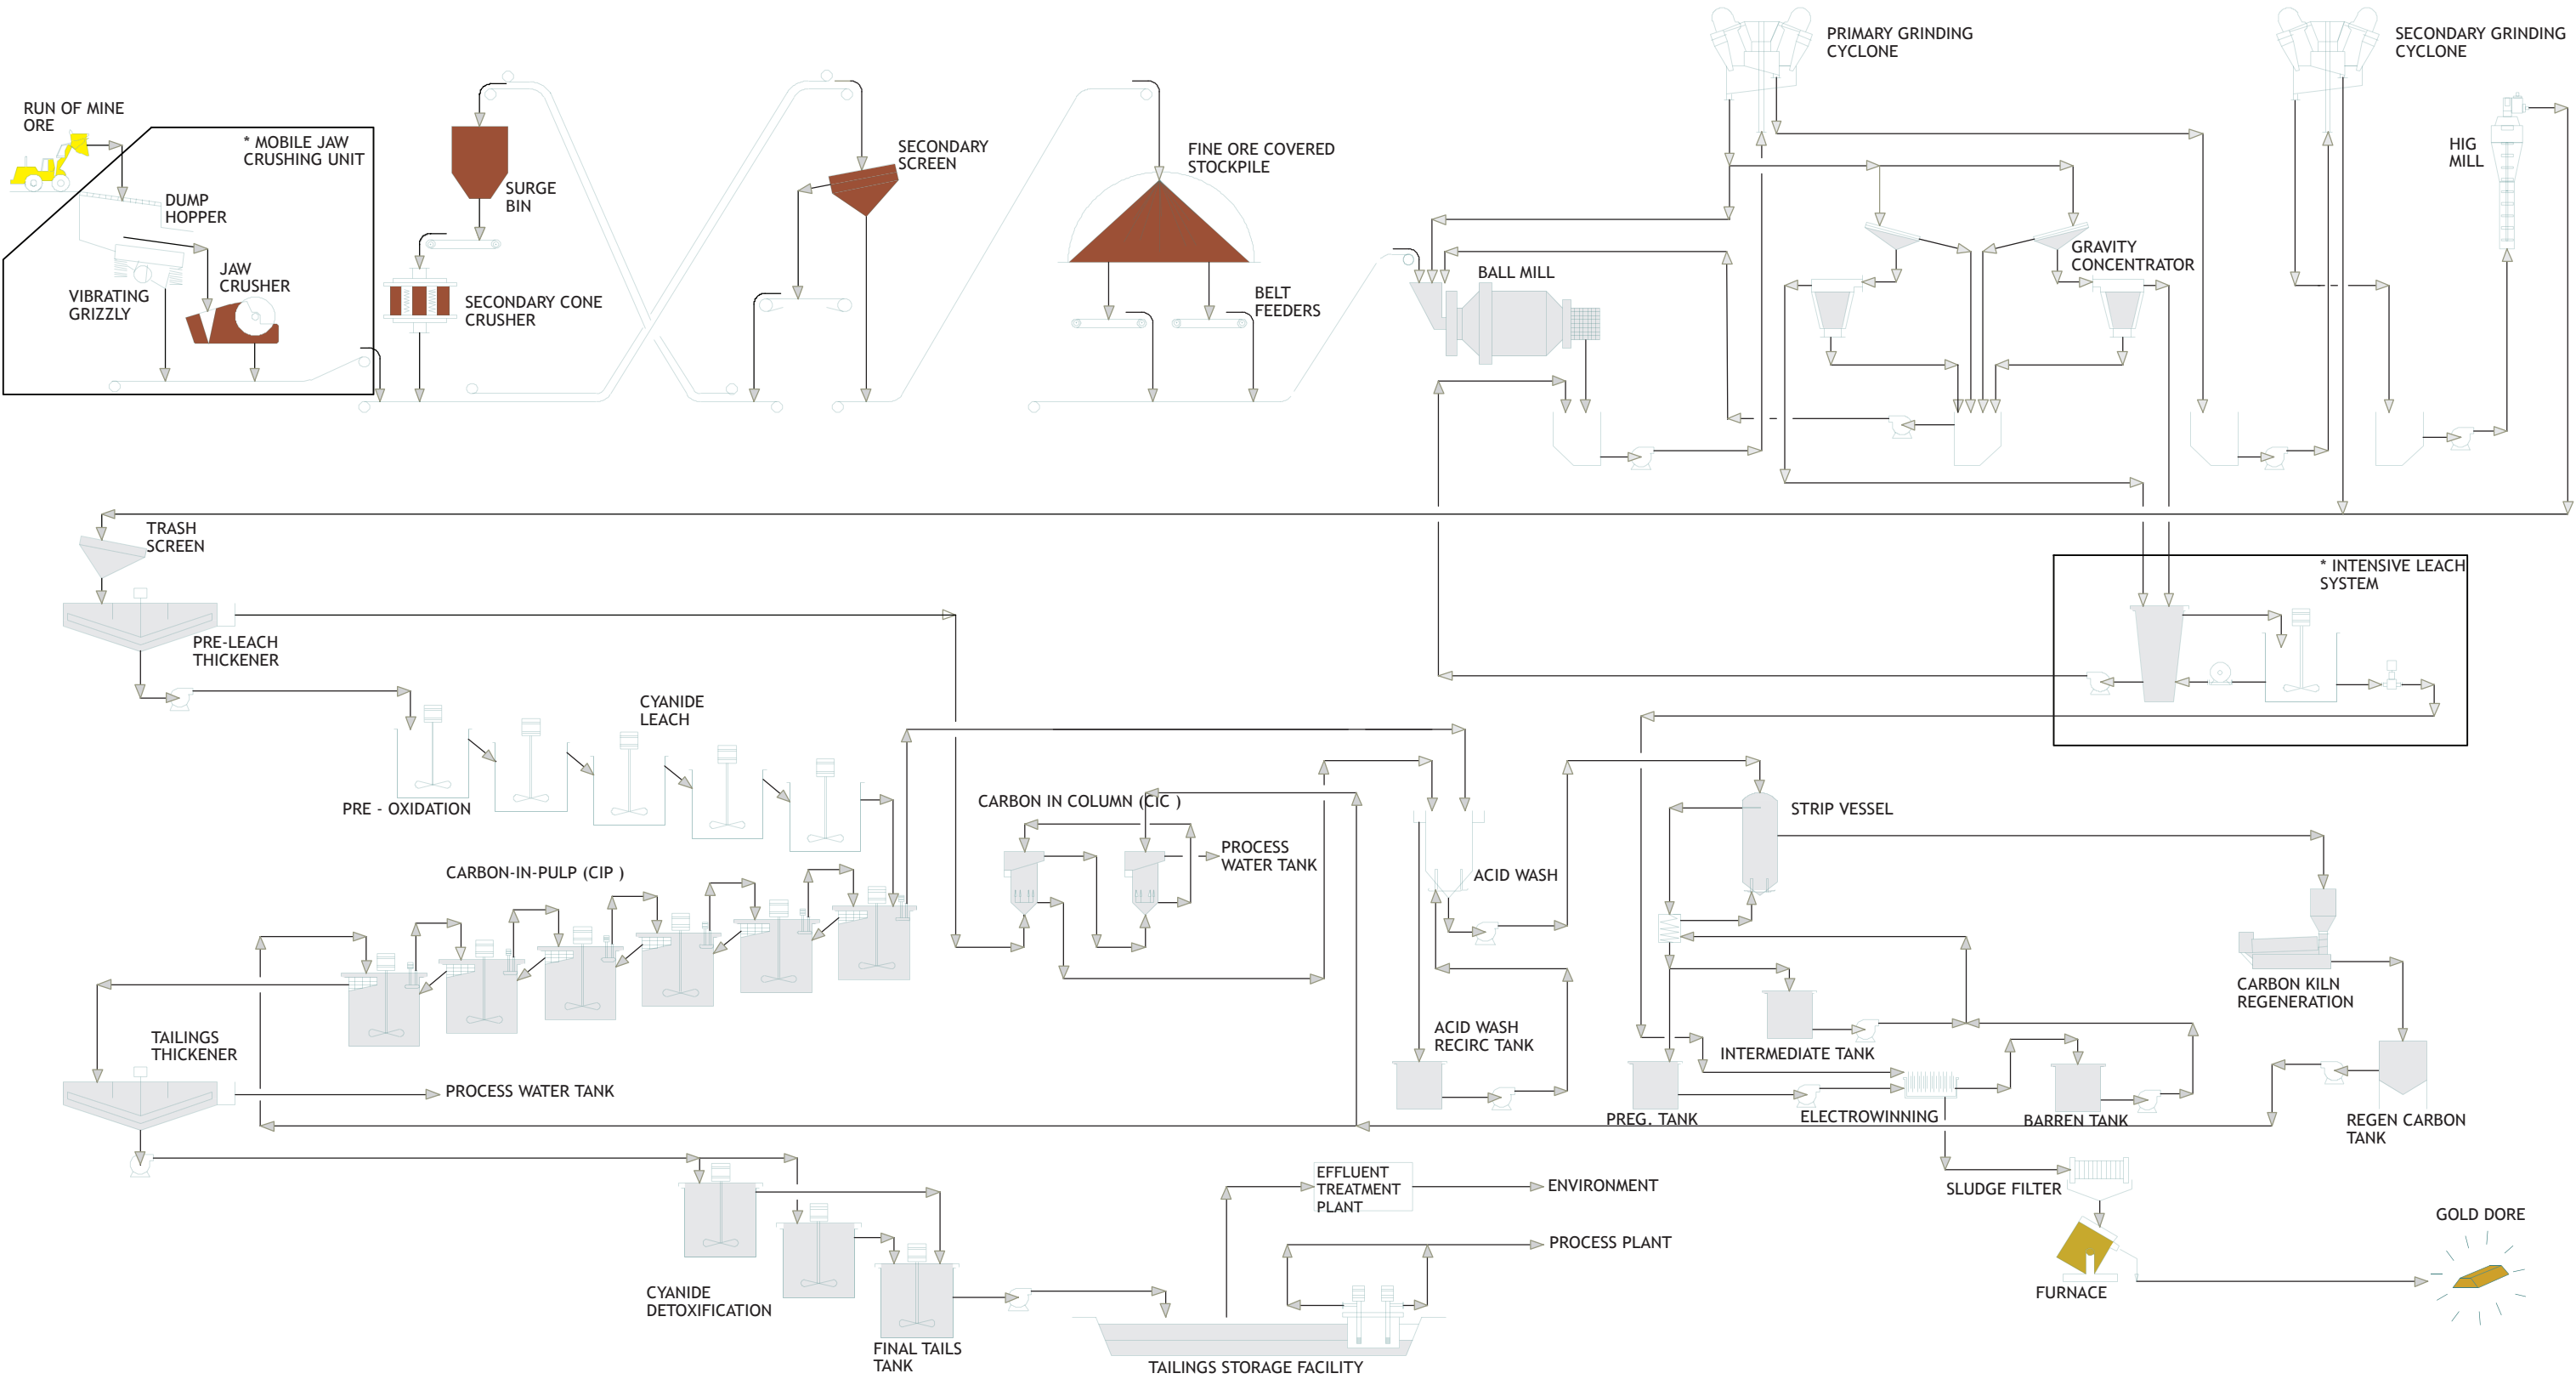 PRIMARY GRINDING
CYCLONE
SECONDARY GRINDING
CYCLONE
RUN OF MINE
ORE
* MOBILE JAW
CRUSHING UNIT
SECONDARY
SCREEN
FINE ORE COVERED
STOCKPILE
HIG
MILL
DUMP
HOPPER
SURGE
BIN
GRAVITY
CONCENTRATOR
JAW
CRUSHER
BALL MILL
VIBRATING
GRIZZLY
SECONDARY CONE
CRUSHER
BELT
FEEDERS
TRASH
SCREEN
* INTENSIVE LEACH
SYSTEM
PRE-LEACH
THICKENER
CYANIDE
LEACH
PRE - OXIDATION
CARBON IN COLUMN (CIC )
STRIP VESSEL
PROCESS
WATER TANK
CARBON-IN-PULP (CIP )
ACID WASH
CARBON KILN
REGENERATION
TAILINGS
THICKENER
ACID WASH
RECIRC TANK
INTERMEDIATE TANK
PROCESS WATER TANK
PREG. TANK
ELECTROWINNING
BARREN TANK
REGEN CARBON
TANK
EFFLUENT
TREATMENT
PLANT
ENVIRONMENT
SLUDGE FILTER
GOLD DORE
PROCESS PLANT
CYANIDE
DETOXIFICATION
FURNACE
FINAL TAILS
TANK
TAILINGS STORAGE FACILITY